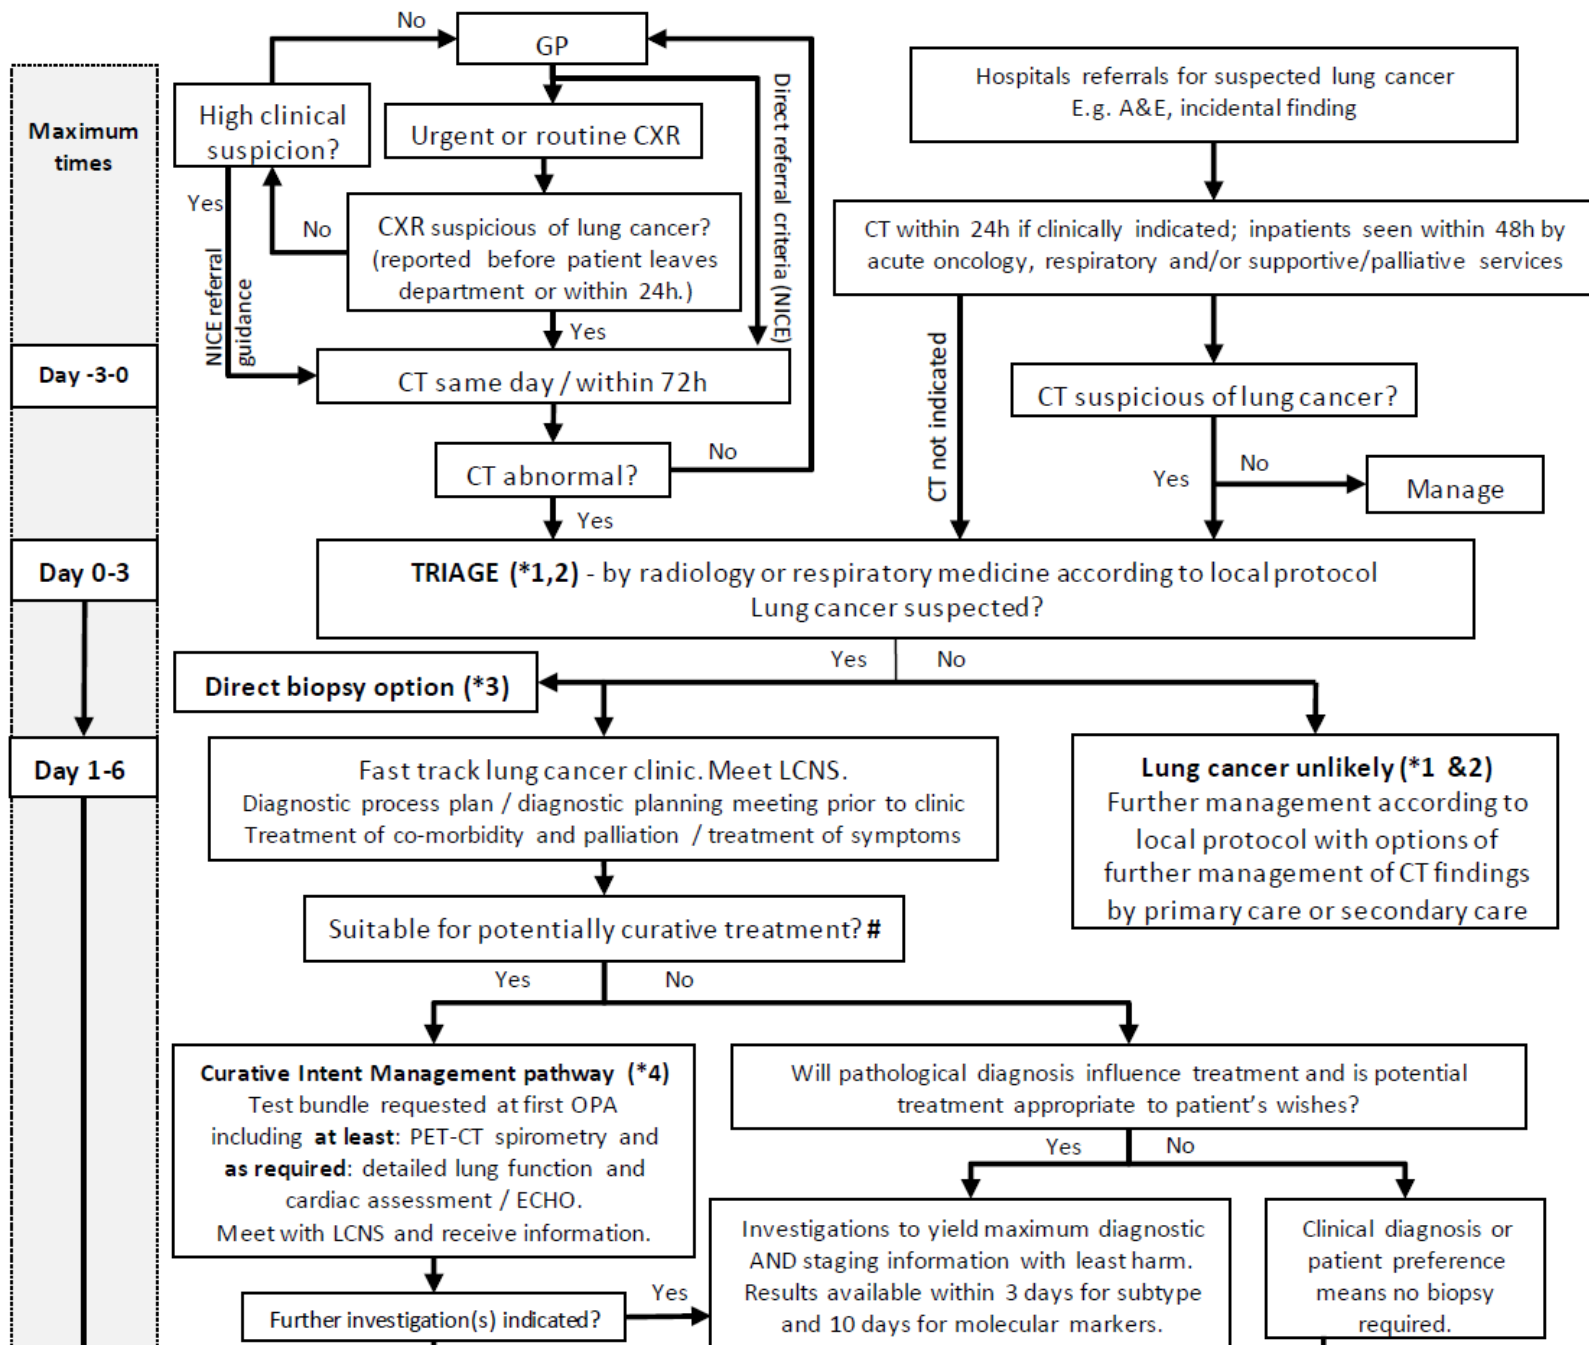 No
GP
Hospitals referrals for suspected lung cancer
E.g. A&E, incidental finding
Maximum
times
High clinical
suspicion?
Urgent or routine CXR
Direct referral criteria (NICE)
Yes
NICE referral
guidance
No
CXR suspicious of lung cancer?
(reported before patient leaves
department or within 24h.)
CT within 24h if clinically indicated; inpatients seen within 48h by
acute oncology, respiratory and/or supportive/palliative services
Yes
Day -3-0
CT same day / within 72h
CT not indicated
CT suspicious of lung cancer?
No
CT abnormal?
Yes
No
Manage
Yes
Day 0-3
TRIAGE (*1,2) - by radiology or respiratory medicine according to local protocol
Lung cancer suspected?
Yes
No
Direct biopsy option (*3)
Day 1-6
Fast track lung cancer clinic. Meet LCNS.
Diagnostic process plan / diagnostic planning meeting prior to clinic
Treatment of co-morbidity and palliation / treatment of symptoms
Lung cancer unlikely (*1 &2)
Further management according to
local protocol with options of
further management of CT findings
by primary care or secondary care
Suitable for potentially curative treatment? #
Yes
No
Curative Intent Management pathway (*4)
Test bundle requested at first OPA
including at least: PET-CT spirometry and
as required: detailed lung function and
cardiac assessment / ECHO.
Meet with LCNS and receive information.
Will pathological diagnosis influence treatment and is potential
treatment appropriate to patient's wishes?
Yes
No
Further investigation(s) indicated?
Yes
Investigations to yield maximum diagnostic
AND staging information with least harm.
Results available within 3 days for subtype
and 10 days for molecular markers.
Clinical diagnosis or
patient preference
means no biopsy
required.